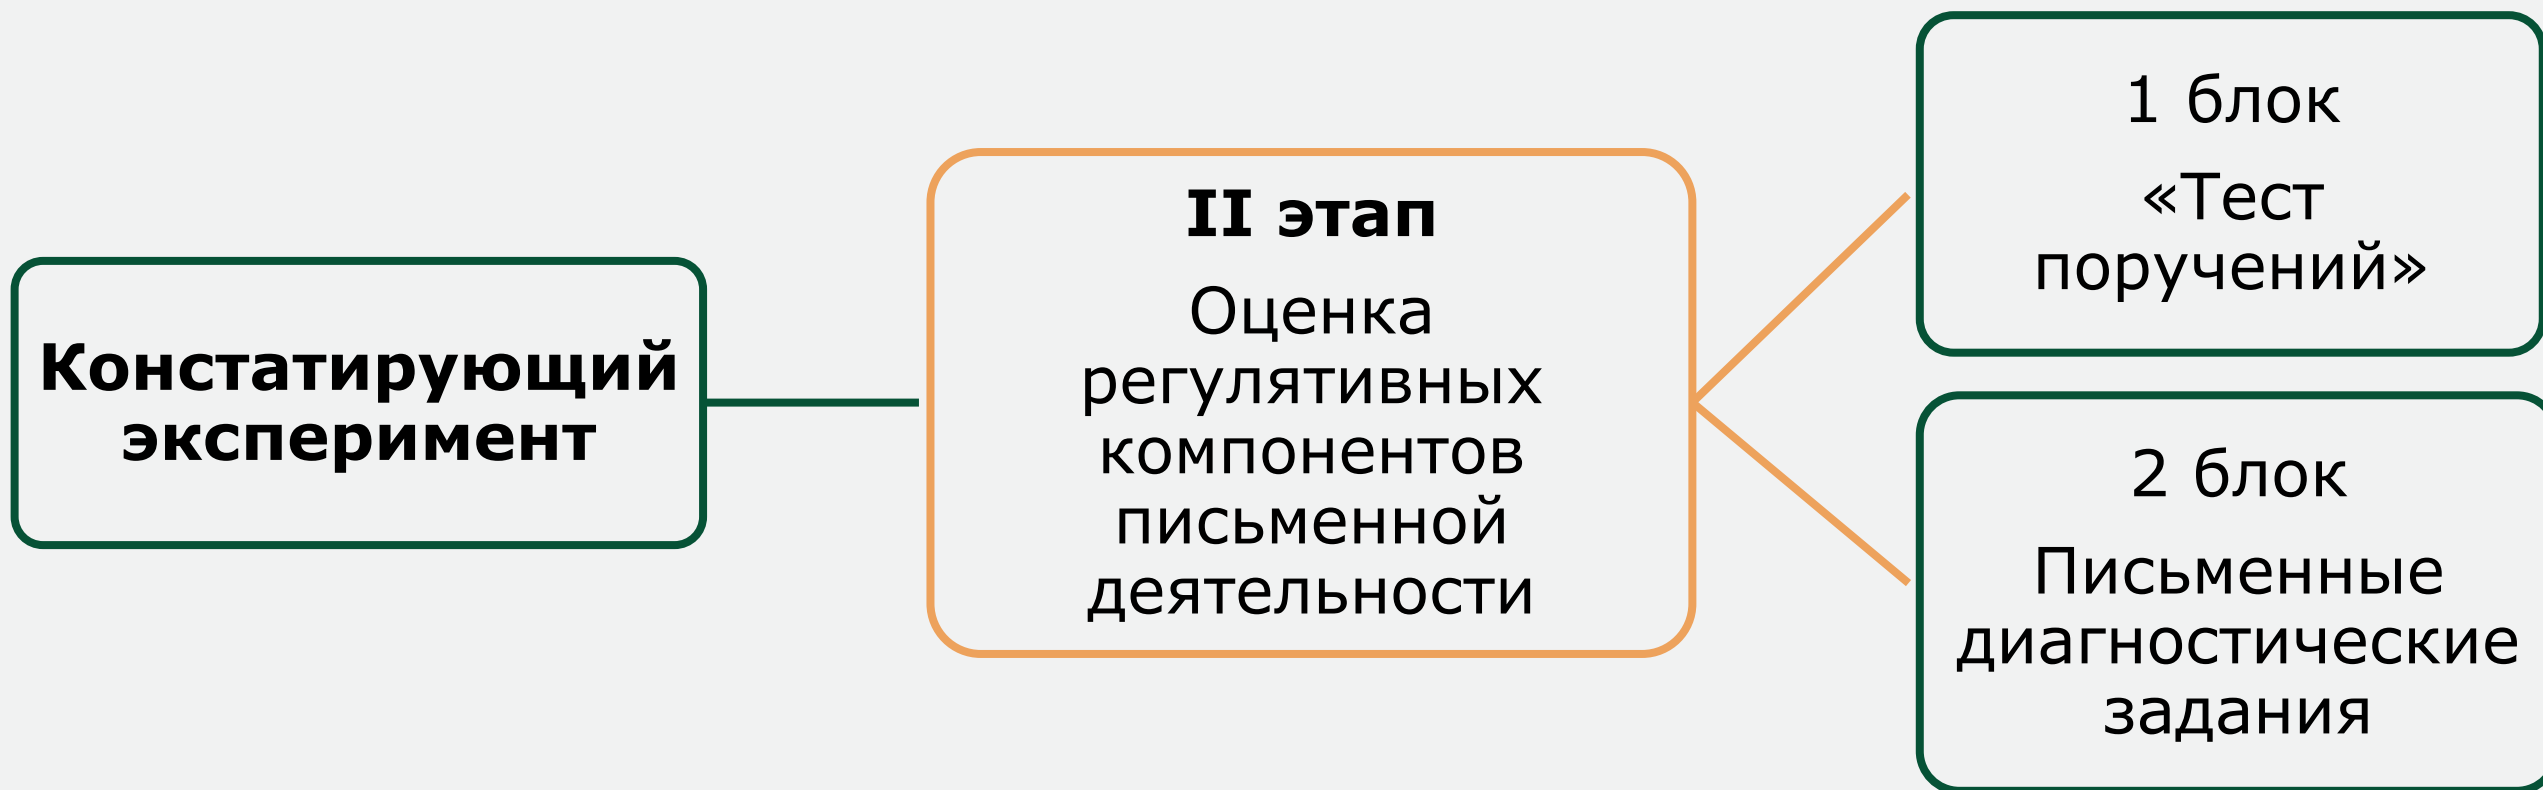 Констатирующий
эксперимент
II этап
Оценка
регулятивных
компонентов
письменной
деятельности
1 блок
«Тест
поручений»
2 блок
Письменные
диагностические
задания